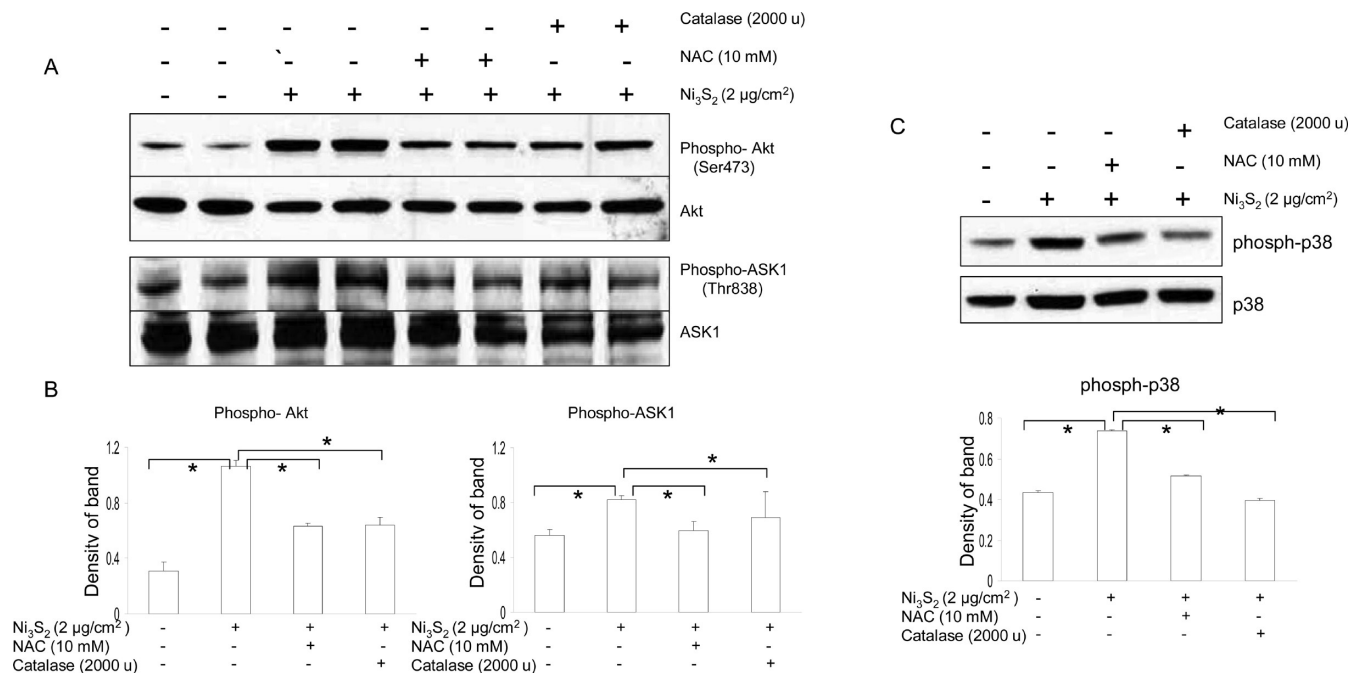 - - - - - - + + Catalase (2000 u)
A
- - ` - - + + - - NAC (10 mM)
- - + + + + + + Ni₃S₂ (2 µg/cm²)
Phospho- Akt
(Ser473)
Akt
Phospho-ASK1
(Thr838)
ASK1
B
Phospho- Akt
Density of band
1.2
0.8
0.4
0
* * *
Ni₃S₂ (2 µg/cm² ) - + + +
NAC (10 mM) - - + -
Catalase (2000 u) - - - +
Phospho-ASK1
Density of band
1.2
0.8
0.4
0
* * *
Ni₃S₂ (2 µg/cm² ) - + + +
NAC (10 mM) - - + -
Catalase (2000 u) - - - +
C
- - - + Catalase (2000 u)
- - + - NAC (10 mM)
- + + + Ni₃S₂ (2 µg/cm²)
phosph-p38
p38
phosph-p38
Density of band
0.8
0.6
0.4
0.2
0
* * *
Ni₃S₂ (2 µg/cm² ) - + + +
NAC (10 mM) - - + -
Catalase (2000 u) - - - +